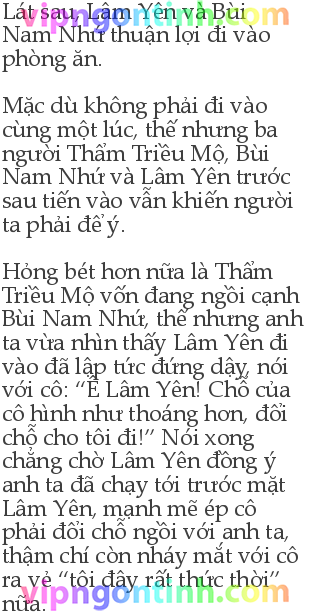 Lát sau, Lâm Yên và Bùi
vipngontinh.com
Nam Nhứ thuận lợi đi vào
phòng ăn.
Mặc dù không phải đi vào
cùng một lúc, thế nhưng ba
người Thẩm Triều Mộ, Bùi
Nam Nhứ và Lâm Yên trước
sau tiến vào vẫn khiến người
ta phải để ý.
Hỏng bét hơn nữa là Thẩm
Triều Mộ vốn đang ngồi cạnh
Bùi Nam Nhứ, thế nhưng anh
ta vừa nhìn thấy Lâm Yên đi
vào đã lập tức đứng dậy, nói
với cô: “Ê Lâm Yên! Chỗ của
cô hình như thoáng hơn, đổi
chỗ cho tôi đi!” Nói xong
chẳng chờ Lâm Yên đồng ý
anh ta đã chạy tới trước mặt
Lâm Yên, mạnh mẽ ép cô
phải đổi chỗ ngồi với anh ta,
thậm chí còn nháy mắt với cô
ra vẻ “tôi đây rất thức thời”
vipngontinh.com
nữa.